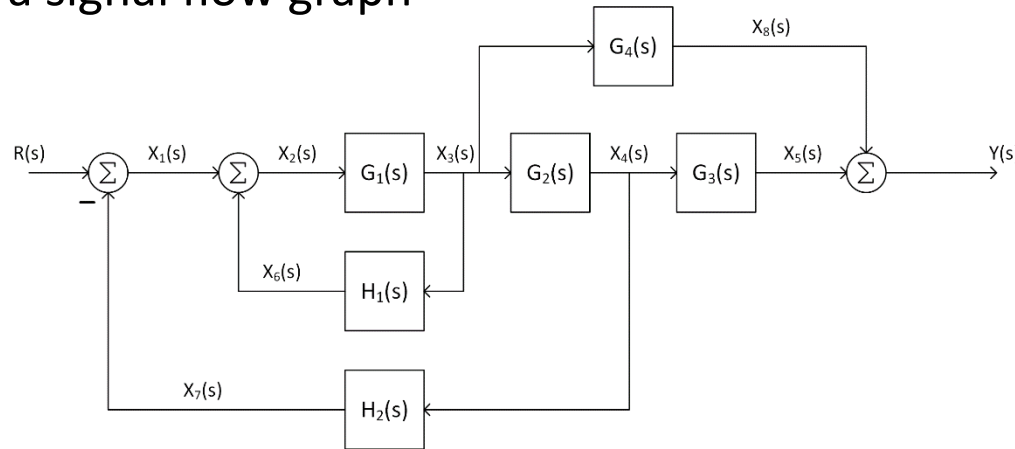 a signal flow graph
G₄(s)
X₈(s)
R(s)
Σ
X₁(s)
Σ
X₂(s)
G₁(s)
X₃(s)
G₂(s)
X₄(s)
G₃(s)
X₅(s)
Σ
Y(s
−
X₆(s)
H₁(s)
X₇(s)
H₂(s)